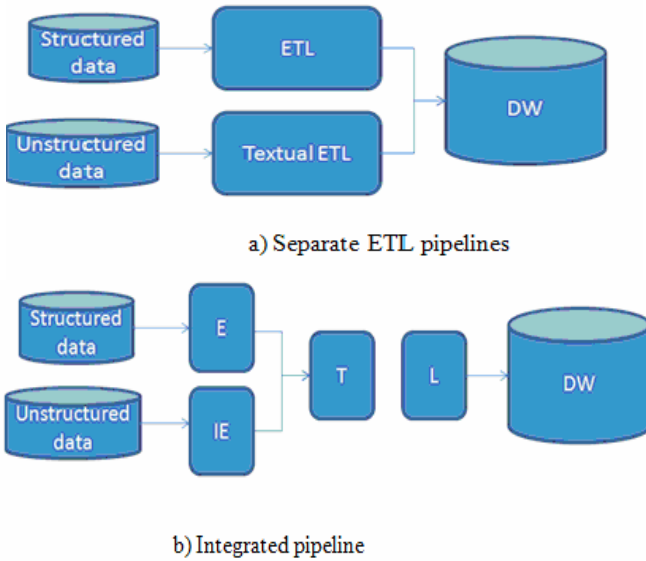 Structured
data
ETL
DW
Unstructured
data
Textual ETL
a) Separate ETL pipelines
Structured
data
E
T
L
DW
Unstructured
data
IE
b) Integrated pipeline